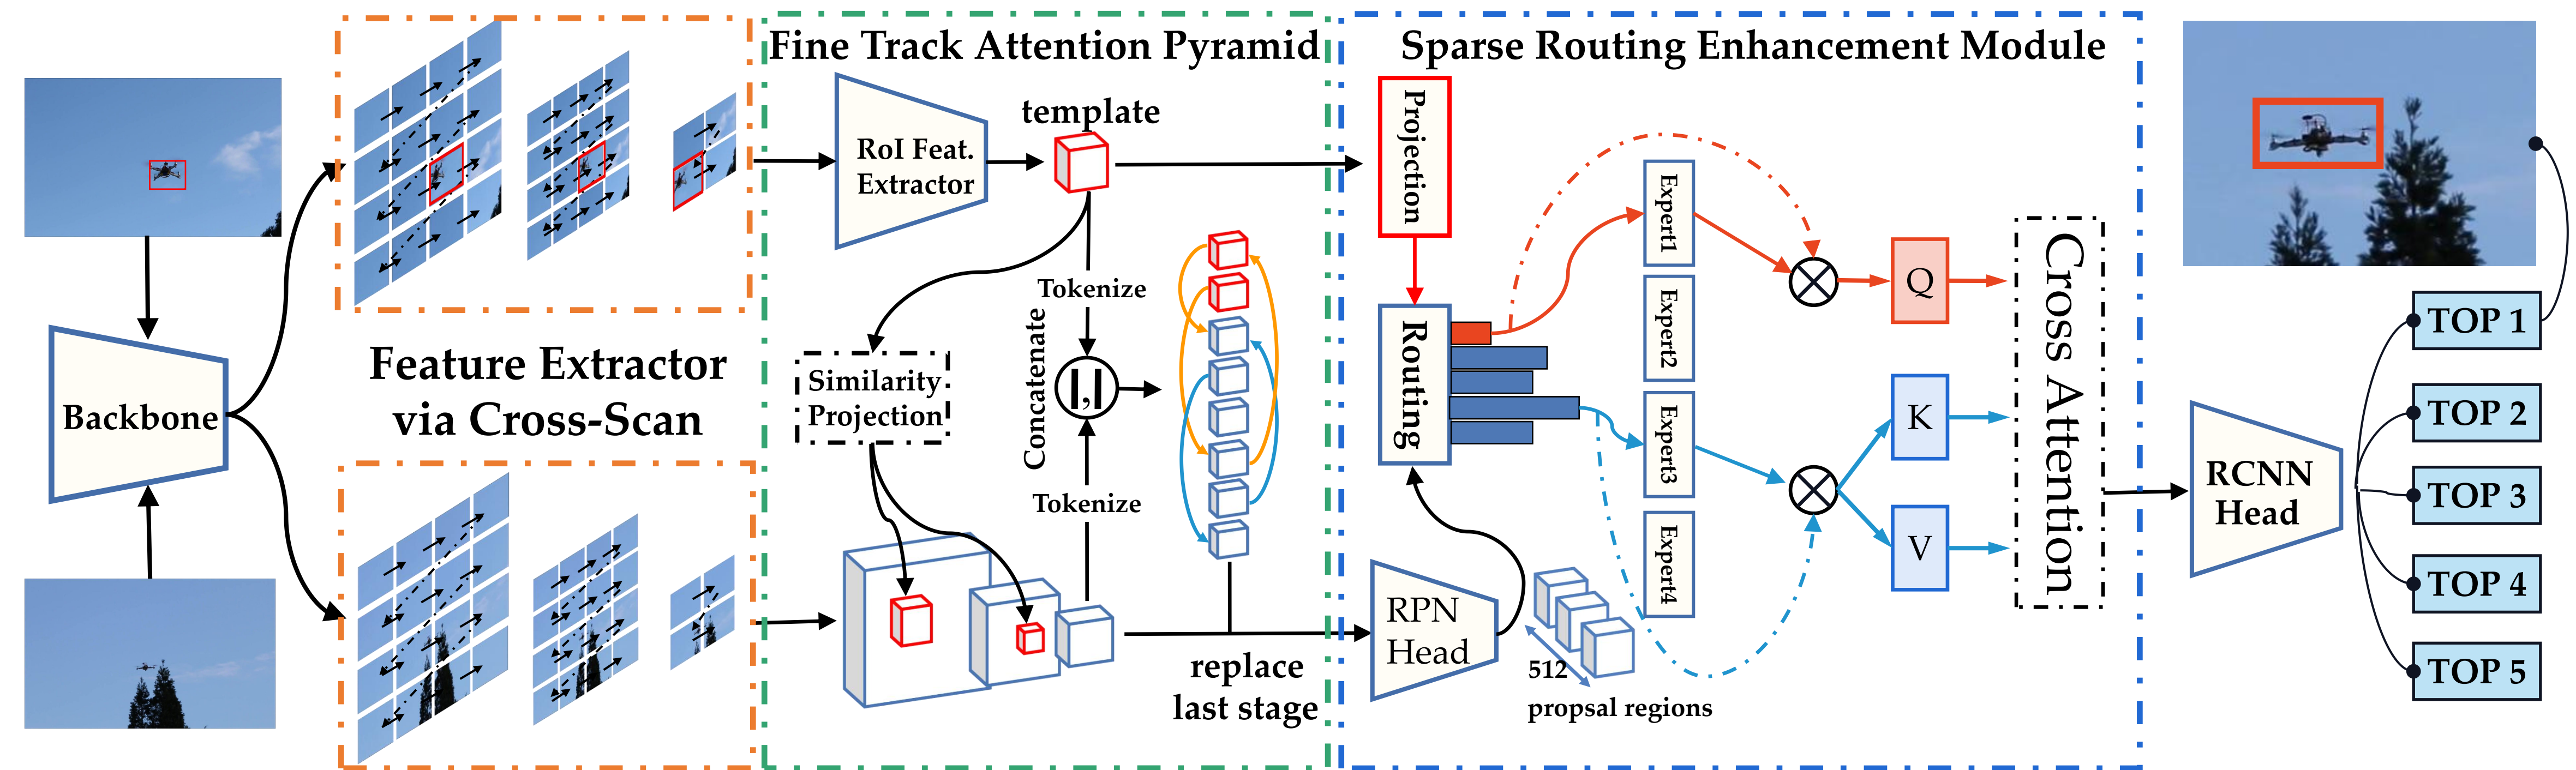 Backbone
Feature Extractor
via Cross-Scan
Fine Track Attention Pyramid
RoI Feat.
Extractor
template
Tokenize
Concatenate
|,|
Tokenize
Similarity
Projection
replace
last stage
Sparse Routing Enhancement Module
Projection
Routing
Expert1
Expert2
Expert3
Expert4
RPN
Head
512
propsal regions
Q
K
V
Cross Attention
RCNN
Head
TOP 1
TOP 2
TOP 3
TOP 4
TOP 5